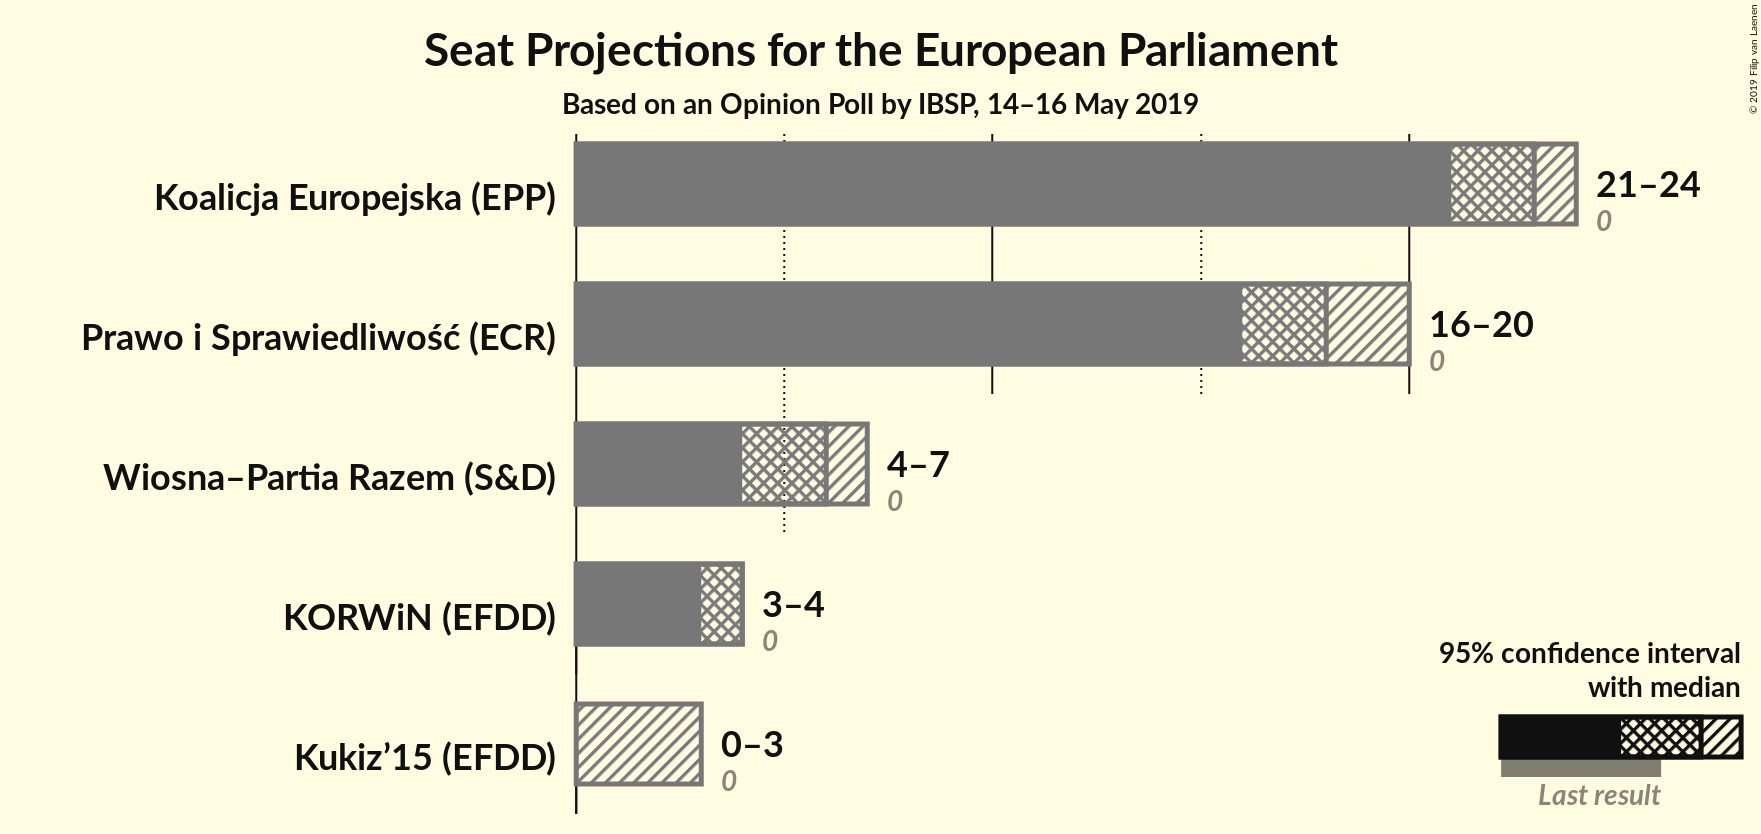 Seat Projections for the European Parliament
Based on an Opinion Poll by IBSP, 14–16 May 2019
© 2019 Filip van Laenen
Koalicja Europejska (EPP)
21–24
0
Prawo i Sprawiedliwość (ECR)
16–20
0
Wiosna–Partia Razem (S&D)
4–7
0
KORWiN (EFDD)
3–4
0
Kukiz’15 (EFDD)
0–3
0
95% confidence interval
with median
Last result